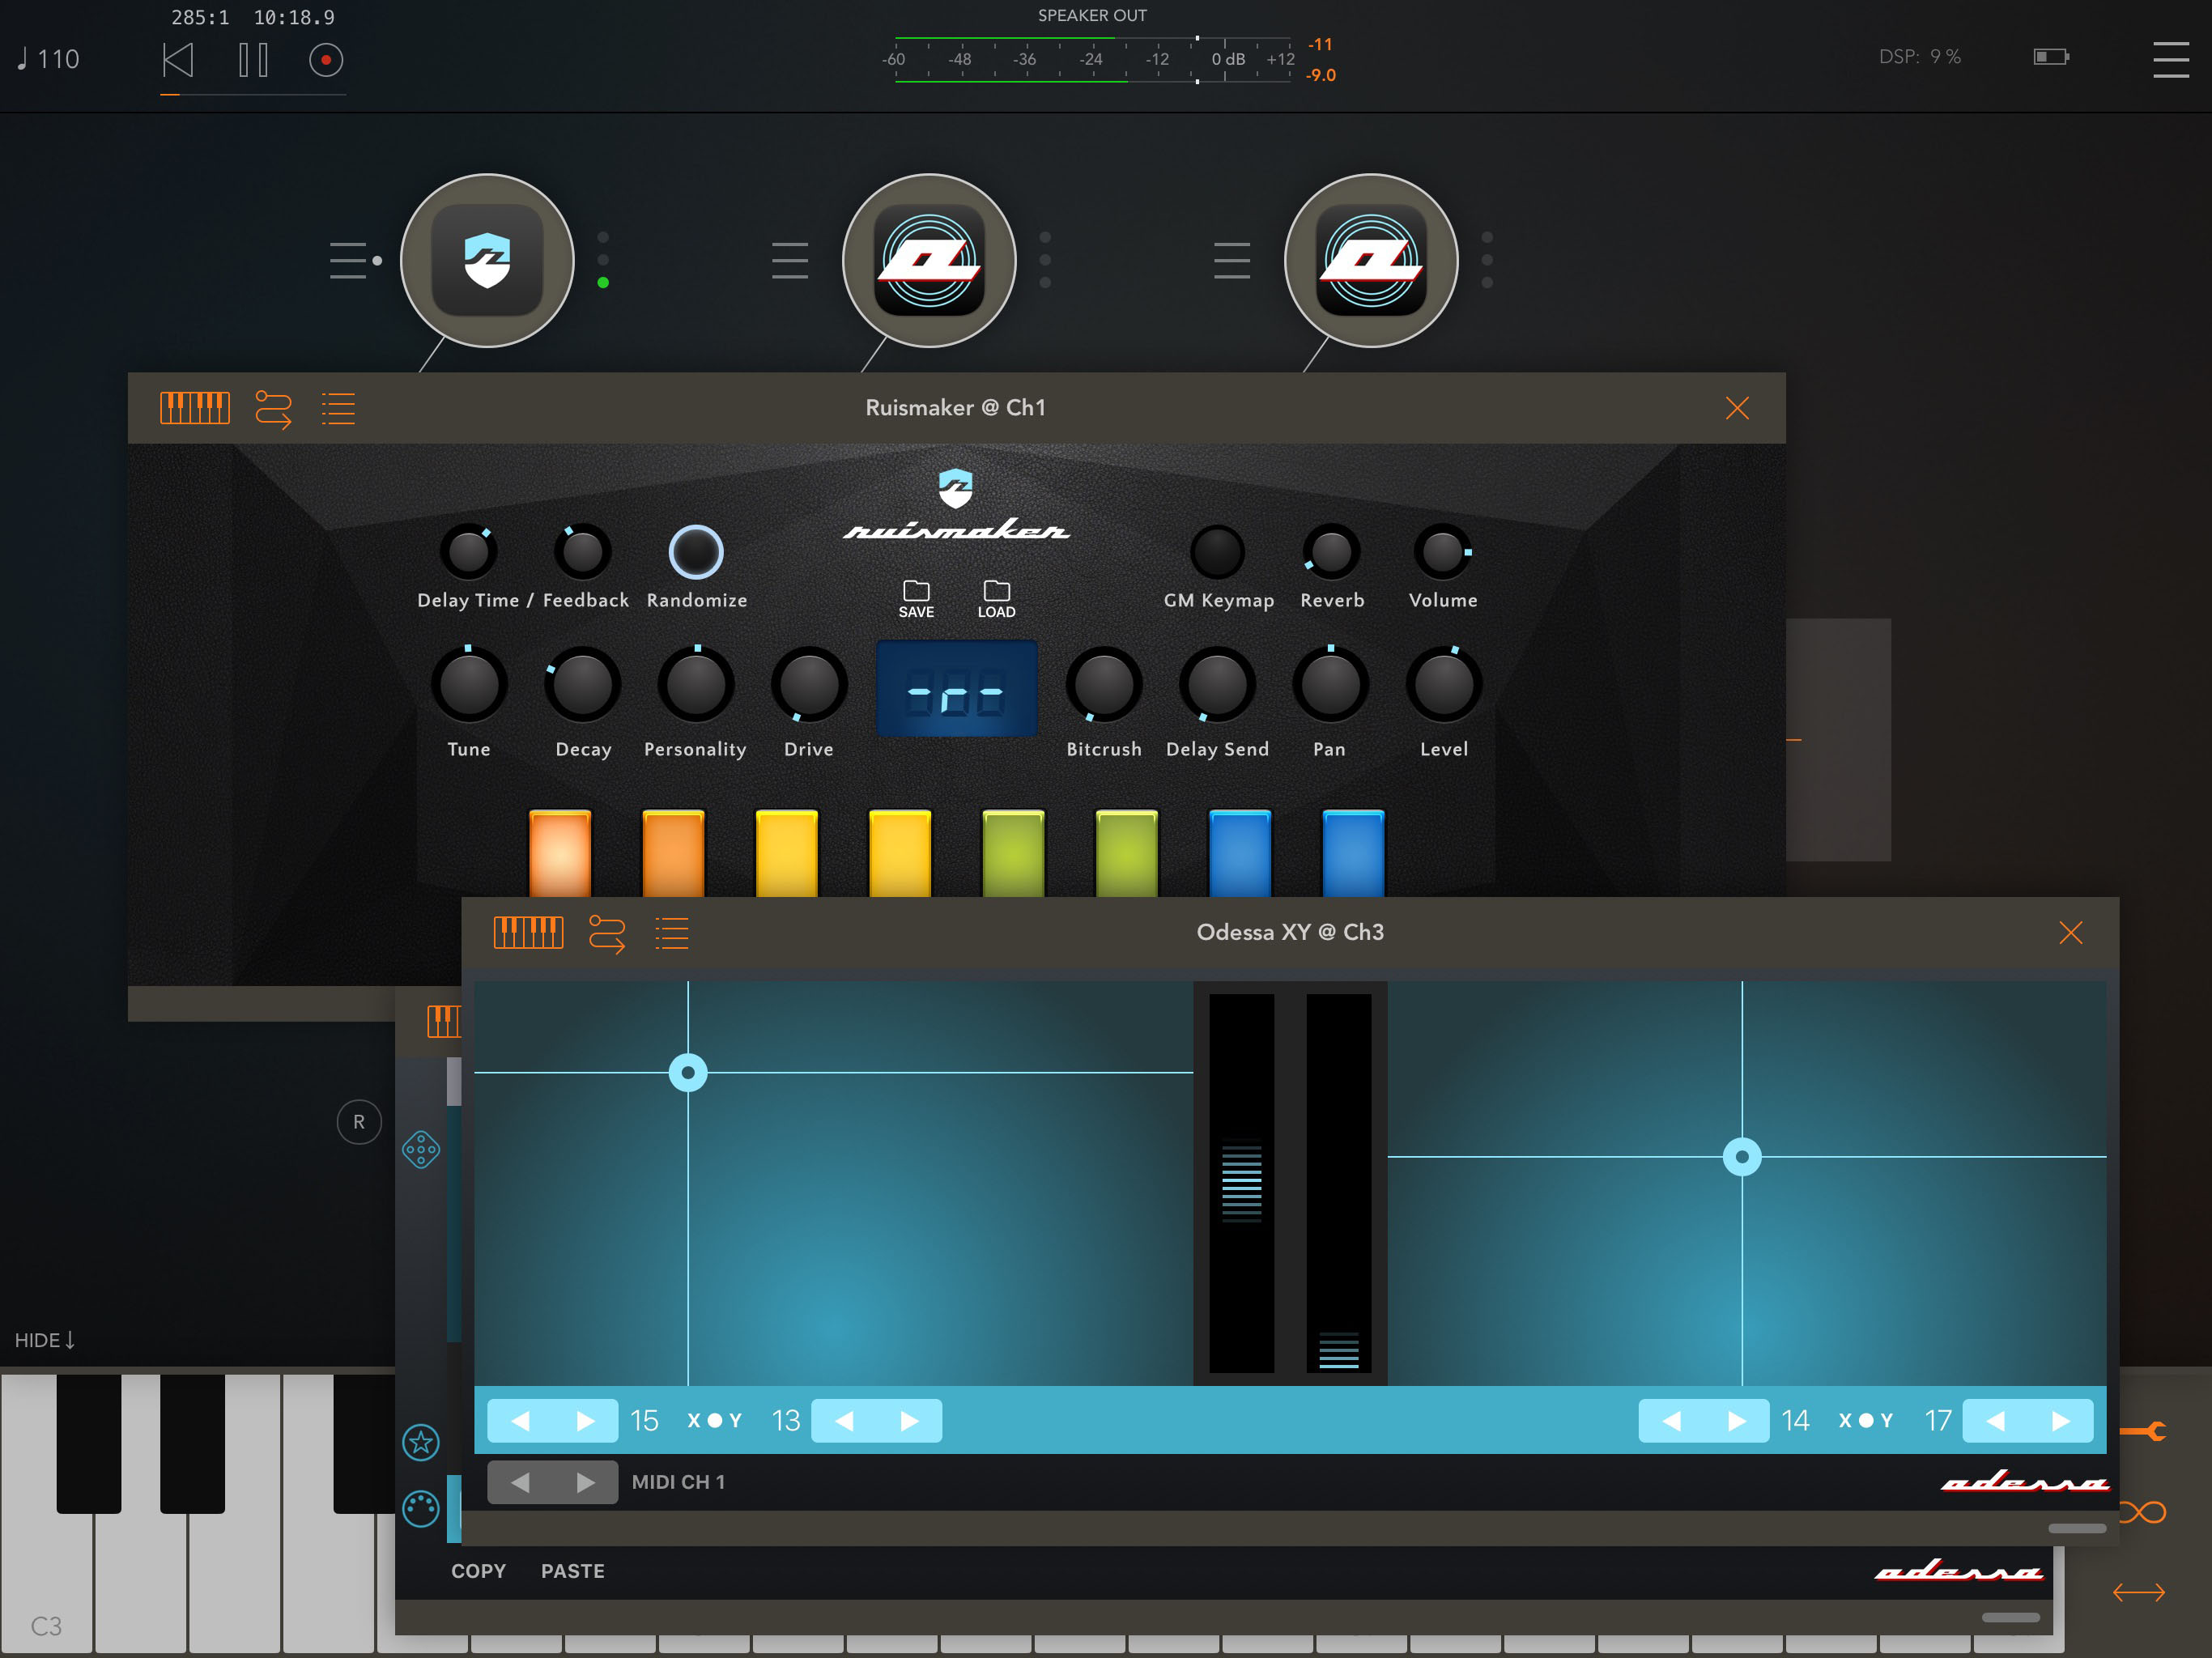 285:1 10:18.9
110
SPEAKER OUT
-60 -48 -36 -24 -12 0 dB +12
-11
-9.0
DSP: 9 %
Ruismaker @ Ch1
ruismaker
Delay Time / Feedback Randomize
SAVE LOAD
GM Keymap Reverb Volume
-r-
Tune Decay Personality Drive
Bitcrush Delay Send Pan Level
Odessa XY @ Ch3
R
HIDE
15 X Y 13
14 X Y 17
MIDI CH 1
odessa
COPY PASTE
odessa
C3